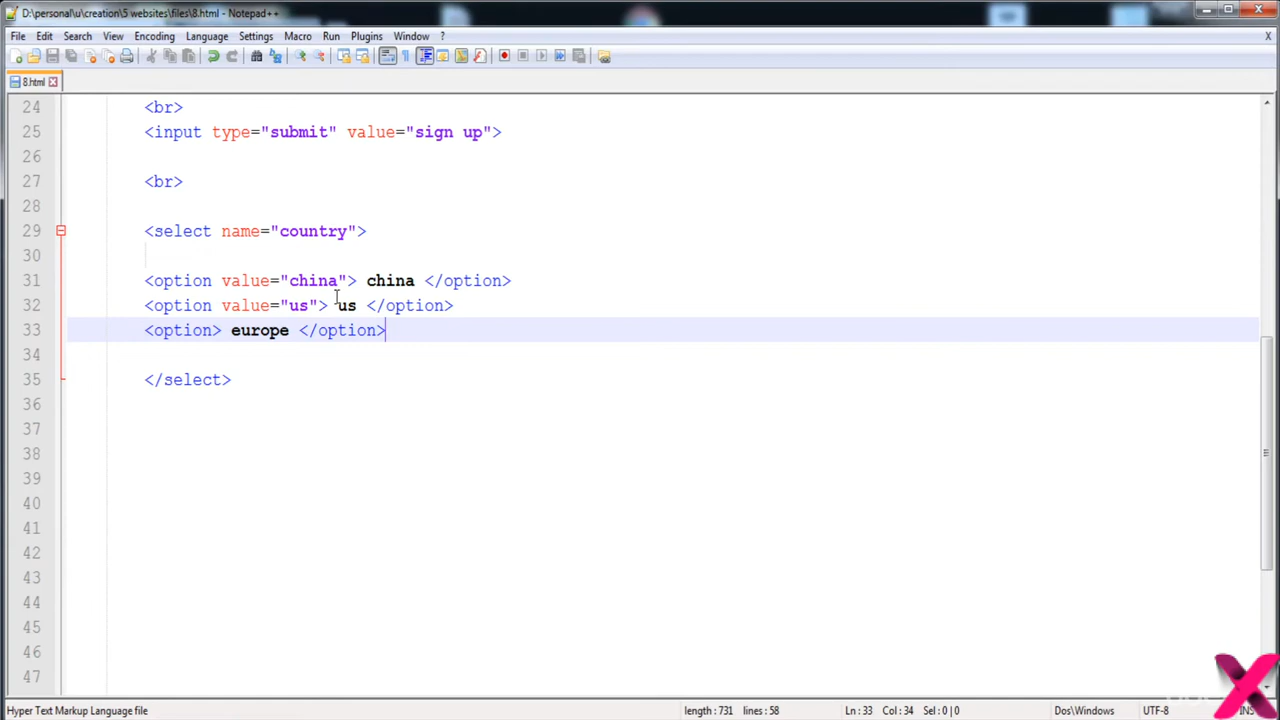 D:\personal\u\creation\5 websites\files\8.html - Notepad++
File Edit Search View Encoding Language Settings Macro Run Plugins Window ? X
8.html
24 <br>
25 <input type="submit" value="sign up">
26
27 <br>
28
29 <select name="country">
30
31 <option value="china"> china </option>
32 <option value="us"> us </option>
33 <option> europe </option>
34
35 </select>
36
37
38
39
40
41
42
43
44
45
46
47
Hyper Text Markup Language file length : 731 lines : 58 Ln : 33 Col : 34 Sel : 0 | 0 Dos\Windows UTF-8 INS